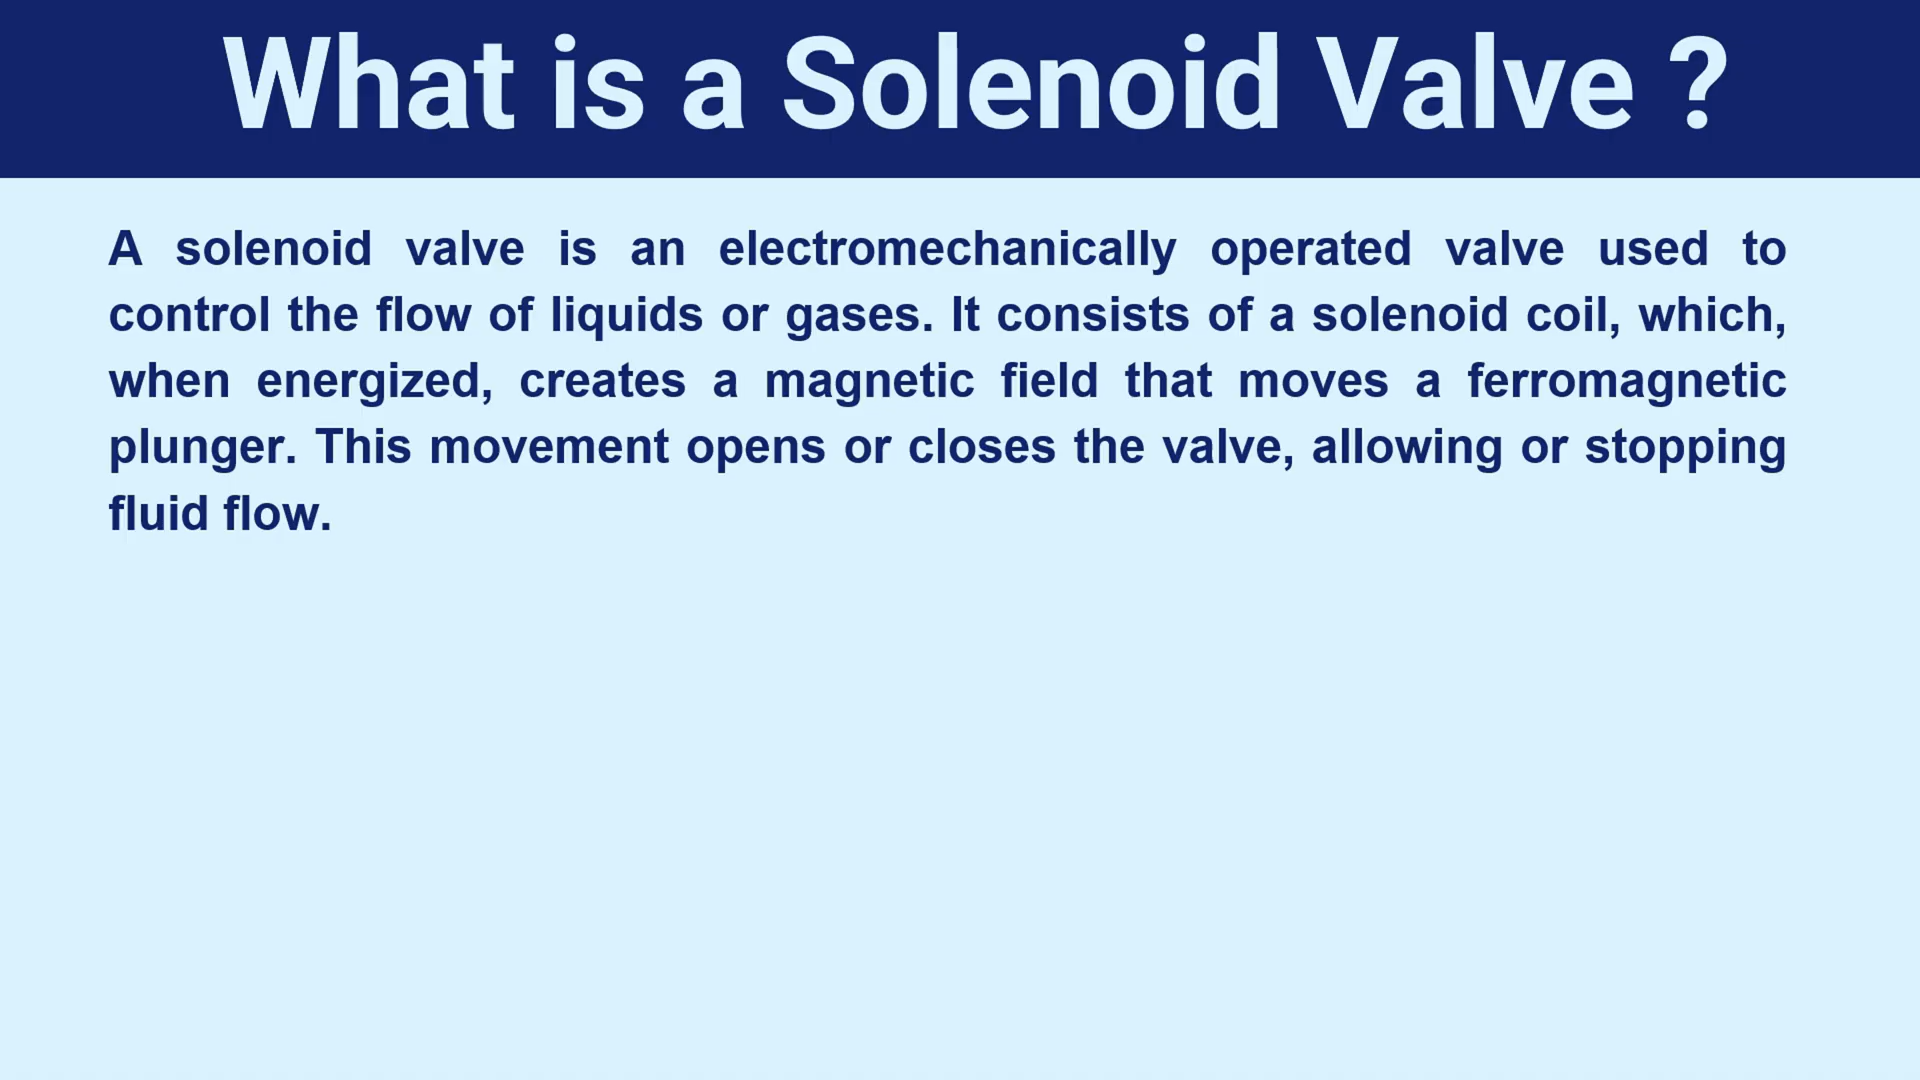 What is a Solenoid Valve ?
A solenoid valve is an electromechanically operated valve used to
control the flow of liquids or gases. It consists of a solenoid coil, which,
when energized, creates a magnetic field that moves a ferromagnetic
plunger. This movement opens or closes the valve, allowing or stopping
fluid flow.